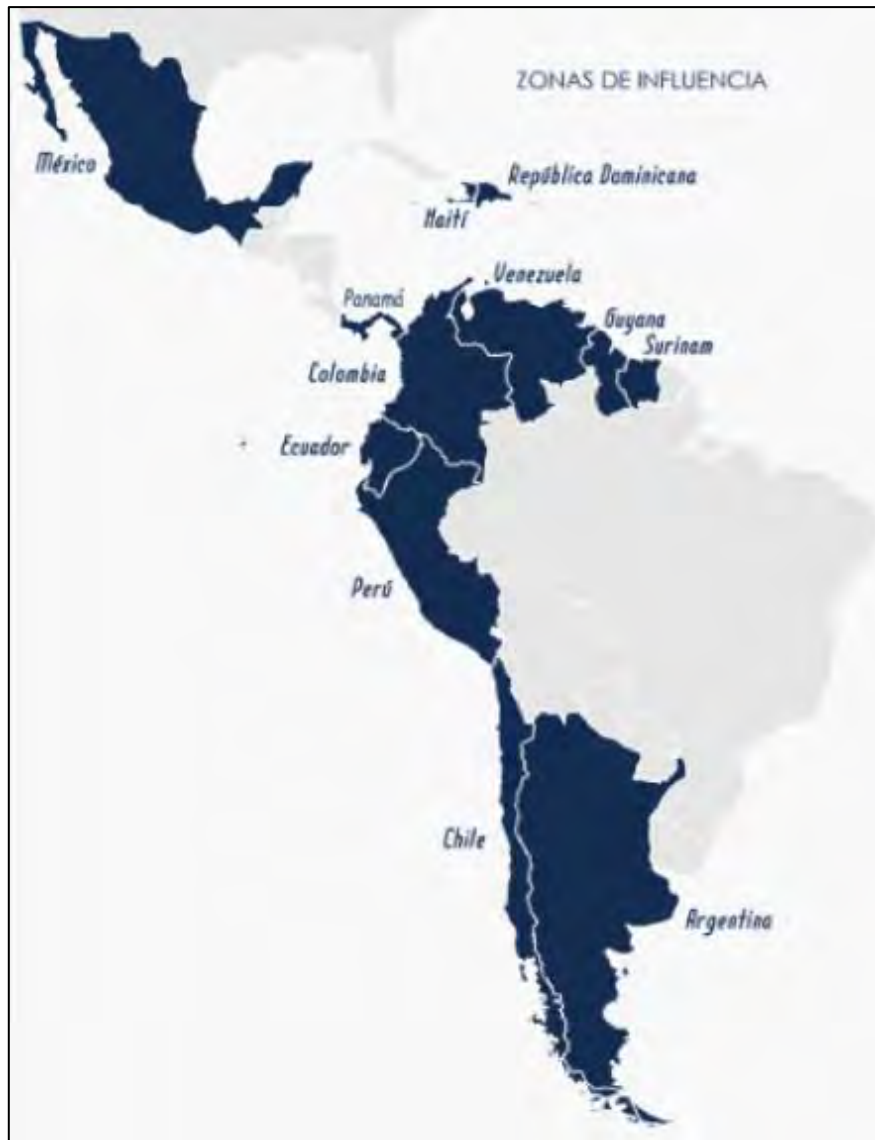 ZONAS DE INFLUENCIA
México
República Dominicana
Haití
Venezuela
Panamá
Guyana
Surinam
Colombia
Ecuador
Perú
Chile
Argentina